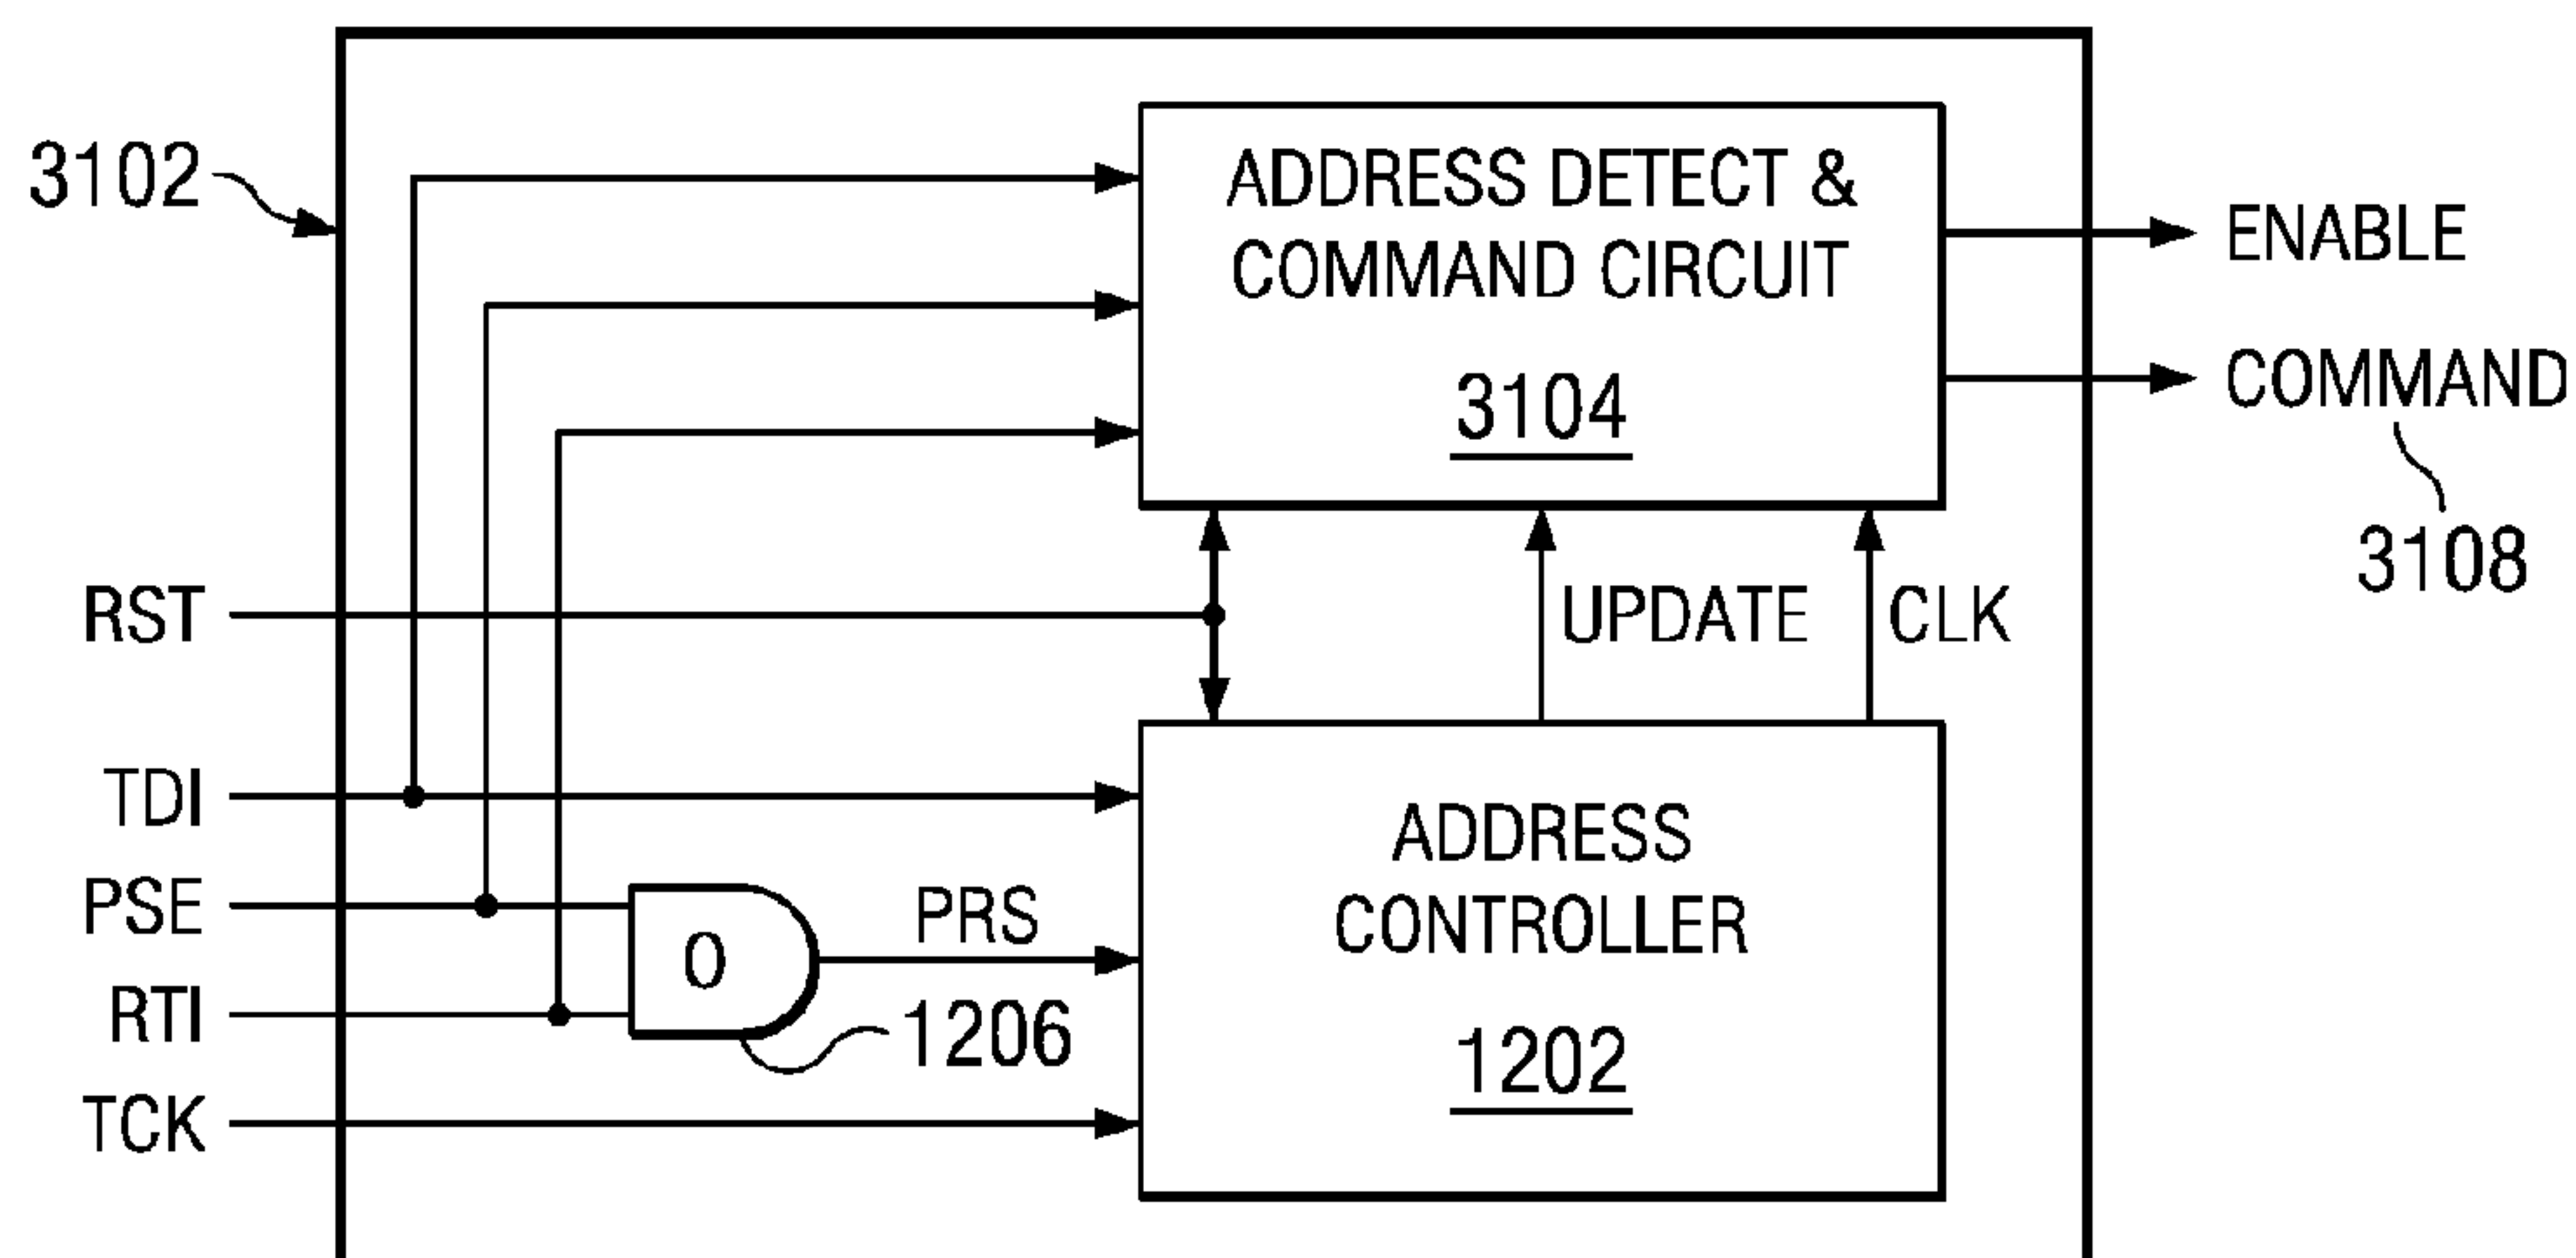 3102
ADDRESS DETECT &
COMMAND CIRCUIT
3104
ENABLE
COMMAND
3108
RST
UPDATE
CLK
TDI
PSE
RTI
TCK
O
PRS
1206
ADDRESS
CONTROLLER
1202